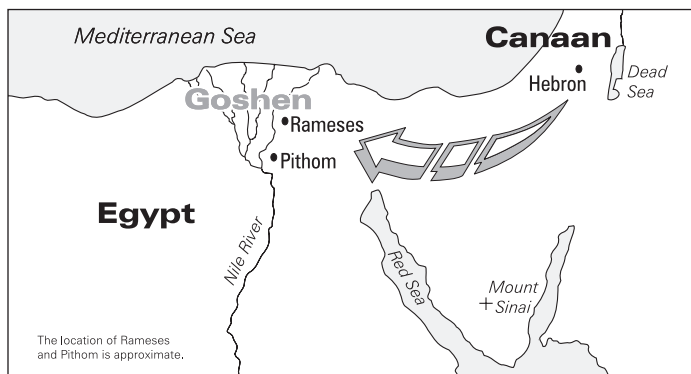 Mediterranean Sea
Canaan
Hebron
Dead
Sea
Goshen
Rameses
Pithom
Egypt
Nile River
Red Sea
Mount
Sinai
The location of Rameses
and Pithom is approximate.